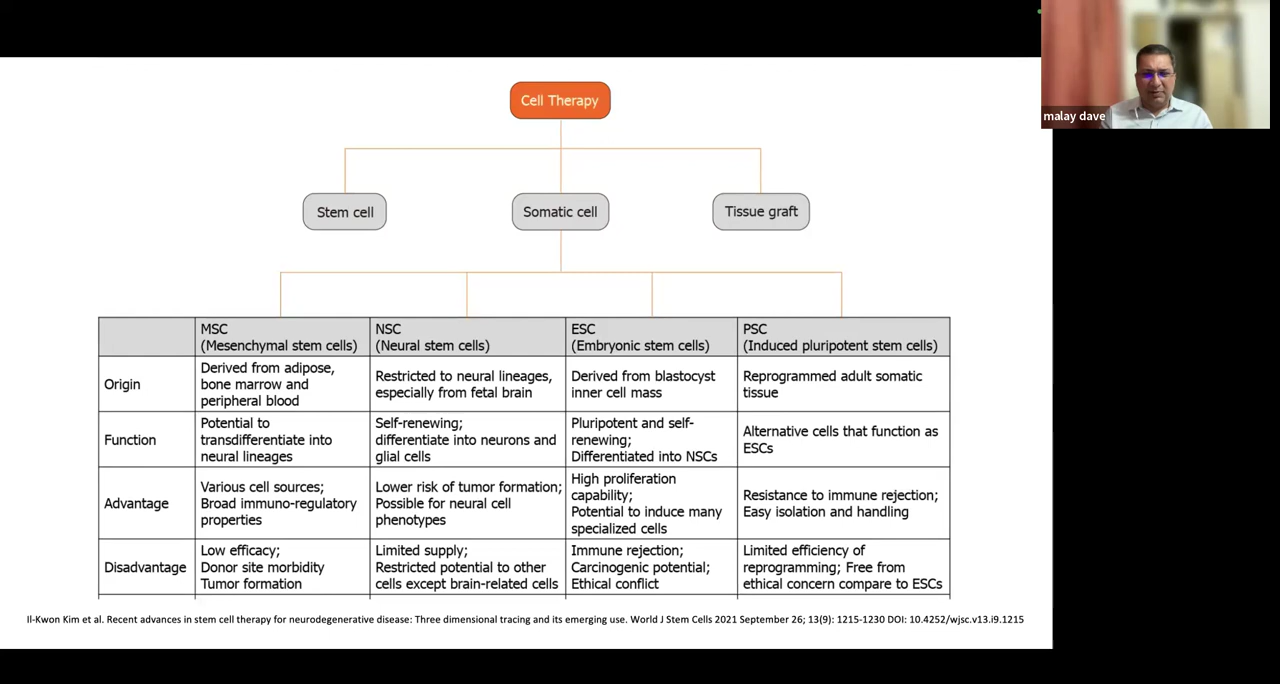 malay dave
Cell Therapy
Stem cell
Somatic cell
Tissue graft
MSC
(Mesenchymal stem cells)
NSC
(Neural stem cells)
ESC
(Embryonic stem cells)
PSC
(Induced pluripotent stem cells)
Origin
Derived from adipose,
bone marrow and
peripheral blood
Restricted to neural lineages,
especially from fetal brain
Derived from blastocyst
inner cell mass
Reprogrammed adult somatic
tissue
Function
Potential to
transdifferentiate into
neural lineages
Self-renewing;
differentiate into neurons and
glial cells
Pluripotent and self-
renewing;
Differentiated into NSCs
Alternative cells that function as
ESCs
Advantage
Various cell sources;
Broad immuno-regulatory
properties
Lower risk of tumor formation;
Possible for neural cell
phenotypes
High proliferation
capability;
Potential to induce many
specialized cells
Resistance to immune rejection;
Easy isolation and handling
Disadvantage
Low efficacy;
Donor site morbidity
Tumor formation
Limited supply;
Restricted potential to other
cells except brain-related cells
Immune rejection;
Carcinogenic potential;
Ethical conflict
Limited efficiency of
reprogramming; Free from
ethical concern compare to ESCs
Il-Kwon Kim et al. Recent advances in stem cell therapy for neurodegenerative disease: Three dimensional tracing and its emerging use. World J Stem Cells 2021 September 26; 13(9): 1215-1230 DOI: 10.4252/wjsc.v13.i9.1215